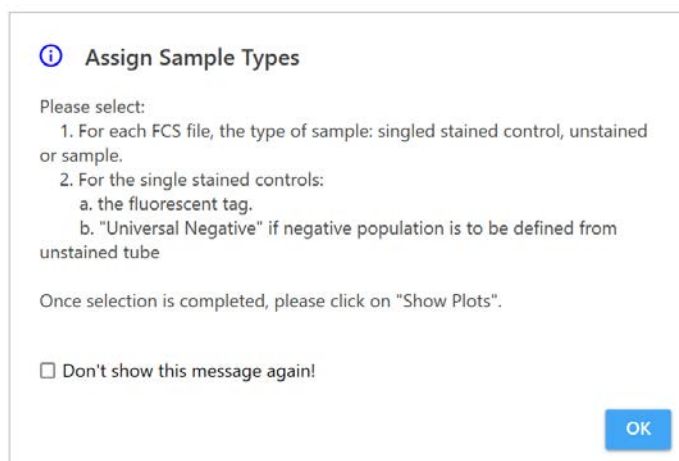 Assign Sample Types
Please select:
1. For each FCS file, the type of sample: singled stained control, unstained
or sample.
2. For the single stained controls:
a. the fluorescent tag.
b. "Universal Negative" if negative population is to be defined from
unstained tube
Once selection is completed, please click on "Show Plots".
Don't show this message again!
OK